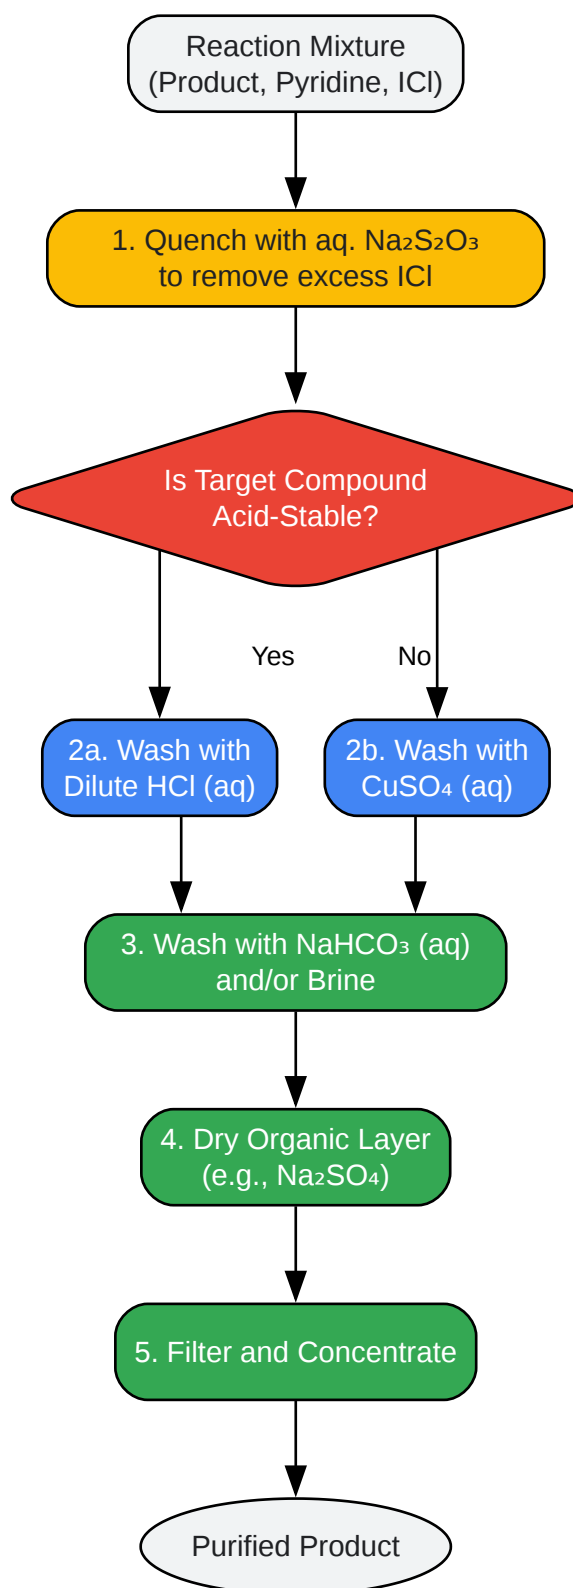 Reaction Mixture
(Product, Pyridine, ICl)
1. Quench with aq. Na₂S₂O₃
to remove excess ICl
Is Target Compound
Acid-Stable?
Yes
No
2a. Wash with
Dilute HCl (aq)
2b. Wash with
CuSO₄ (aq)
3. Wash with NaHCO₃ (aq)
and/or Brine
4. Dry Organic Layer
(e.g., Na₂SO₄)
5. Filter and Concentrate
Purified Product